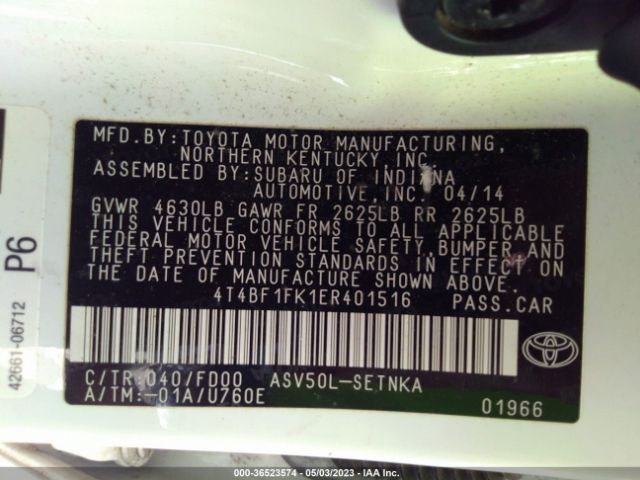 MFD.BY:TOYOTA MOTOR MANUFACTURING,
NORTHERN KENTUCKY,INC.
ASSEMBLED BY:SUBARU OF INDIANA
AUTOMOTIVE,INC. 04/14
GVWR 4630LB GAWR FR 2625LB RR 2625LB
THIS VEHICLE CONFORMS TO ALL APPLICABLE
FEDERAL MOTOR VEHICLE SAFETY,BUMPER AND
THEFT PREVENTION STANDARDS IN EFFECT ON
THE DATE OF MANUFACTURE SHOWN ABOVE.
4T4BF1FK1ER401516 PASS.CAR
C/TR:040/FD00 ASV50L-SETNKA
A/TM:-01A/U760E
01966
P6
42661-06712
000-36523574 - 05/03/2023 - IAA Inc.